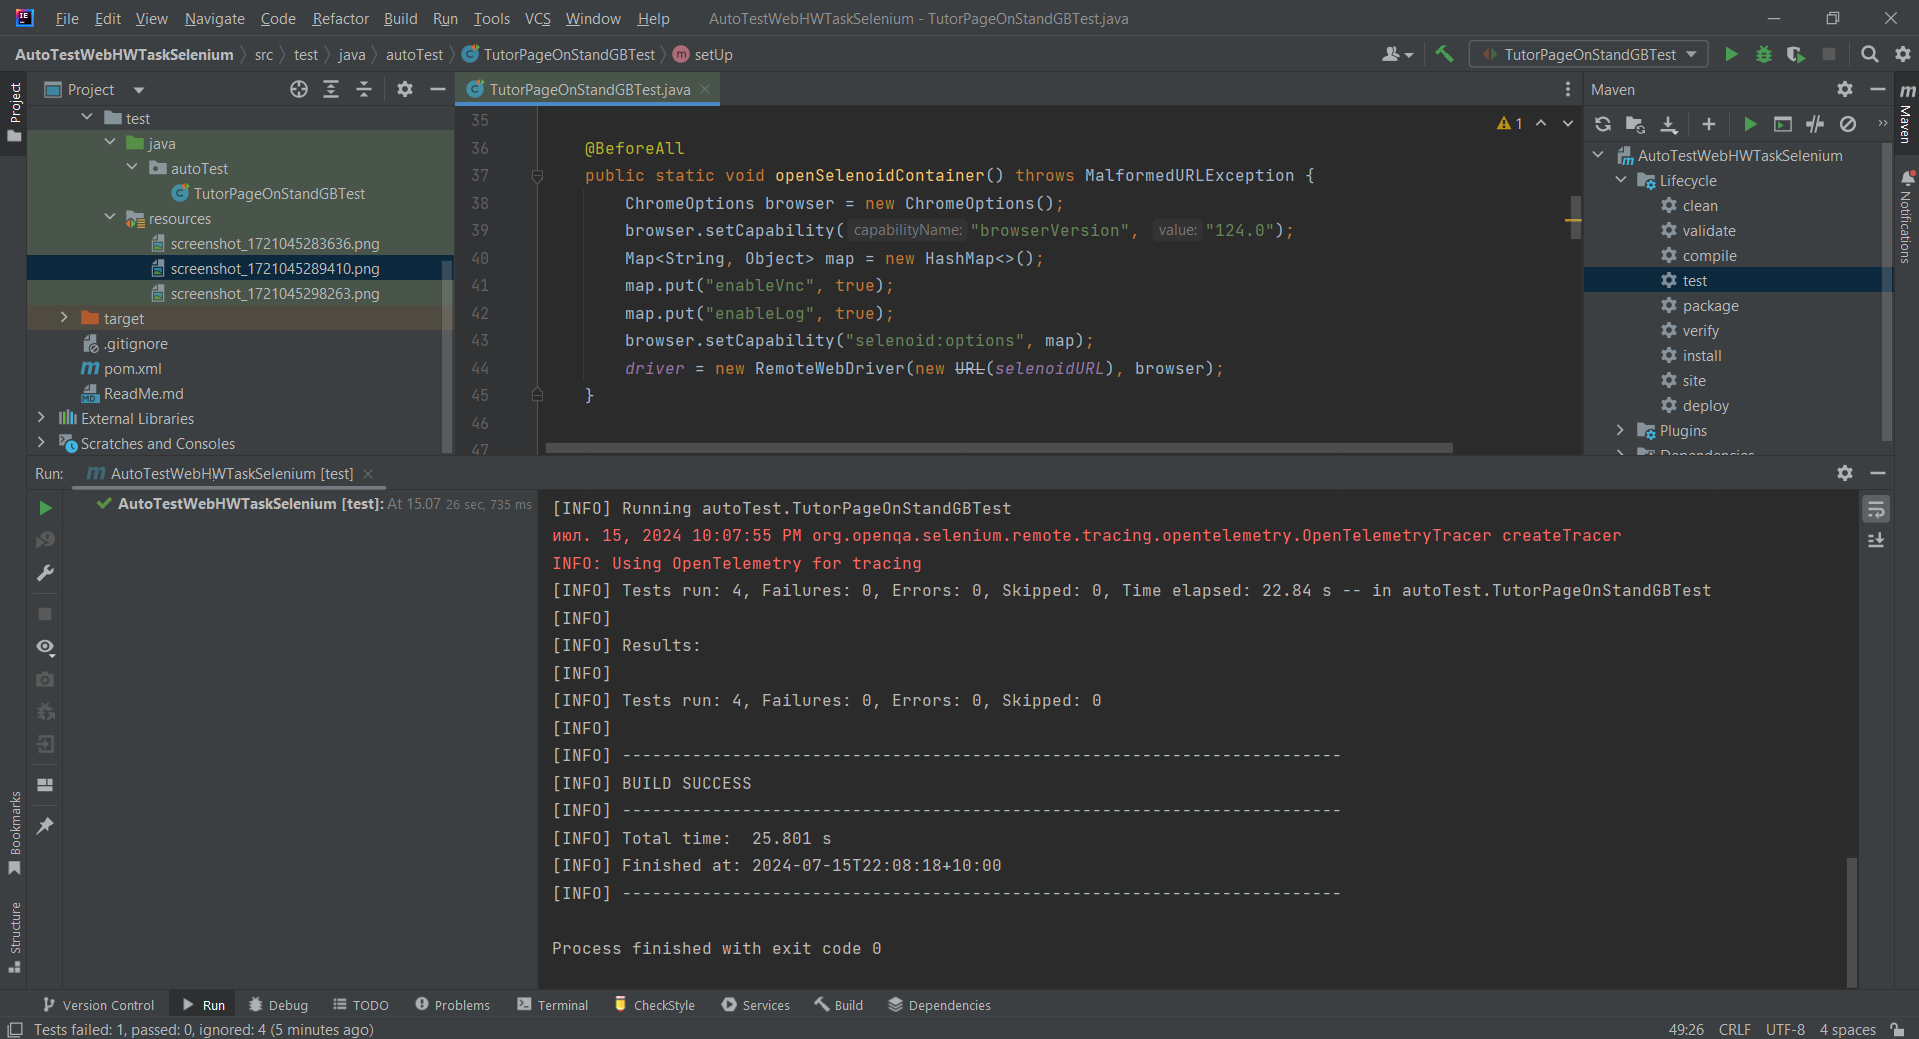 File Edit View Navigate Code Refactor Build Run Tools VCS Window Help AutoTestWebHWTaskSelenium - TutorPageOnStandGBTest.java
AutoTestWebHWTaskSelenium src test java autoTest TutorPageOnStandGBTest setUp TutorPageOnStandGBTest
Project
Project
test
java
autoTest
TutorPageOnStandGBTest
resources
screenshot_1721045283636.png
screenshot_1721045289410.png
screenshot_1721045298263.png
target
.gitignore
pom.xml
ReadMe.md
External Libraries
Scratches and Consoles
TutorPageOnStandGBTest.java
1
35
36 @BeforeAll
37 public static void openSelenoidContainer() throws MalformedURLException {
38 ChromeOptions browser = new ChromeOptions();
39 browser.setCapability( capabilityName: "browserVersion", value: "124.0");
40 Map<String, Object> map = new HashMap<>();
41 map.put("enableVnc", true);
42 map.put("enableLog", true);
43 browser.setCapability("selenoid:options", map);
44 driver = new RemoteWebDriver(new URL(selenoidURL), browser);
45 }
46
47
Maven
AutoTestWebHWTaskSelenium
Lifecycle
clean
validate
compile
test
package
verify
install
site
deploy
Plugins
Dependencies
Maven
Notifications
Run: AutoTestWebHWTaskSelenium [test]
AutoTestWebHWTaskSelenium [test]: At 15.07 26 sec, 735 ms
[INFO] Running autoTest.TutorPageOnStandGBTest
июл. 15, 2024 10:07:55 PM org.openqa.selenium.remote.tracing.opentelemetry.OpenTelemetryTracer createTracer
INFO: Using OpenTelemetry for tracing
[INFO] Tests run: 4, Failures: 0, Errors: 0, Skipped: 0, Time elapsed: 22.84 s -- in autoTest.TutorPageOnStandGBTest
[INFO]
[INFO] Results:
[INFO]
[INFO] Tests run: 4, Failures: 0, Errors: 0, Skipped: 0
[INFO]
[INFO] ------------------------------------------------------------------------
[INFO] BUILD SUCCESS
[INFO] ------------------------------------------------------------------------
[INFO] Total time:  25.801 s
[INFO] Finished at: 2024-07-15T22:08:18+10:00
[INFO] ------------------------------------------------------------------------
Process finished with exit code 0
Bookmarks
Structure
Version Control Run Debug TODO Problems Terminal CheckStyle Services Build Dependencies
Tests failed: 1, passed: 0, ignored: 4 (5 minutes ago) 49:26 CRLF UTF-8 4 spaces